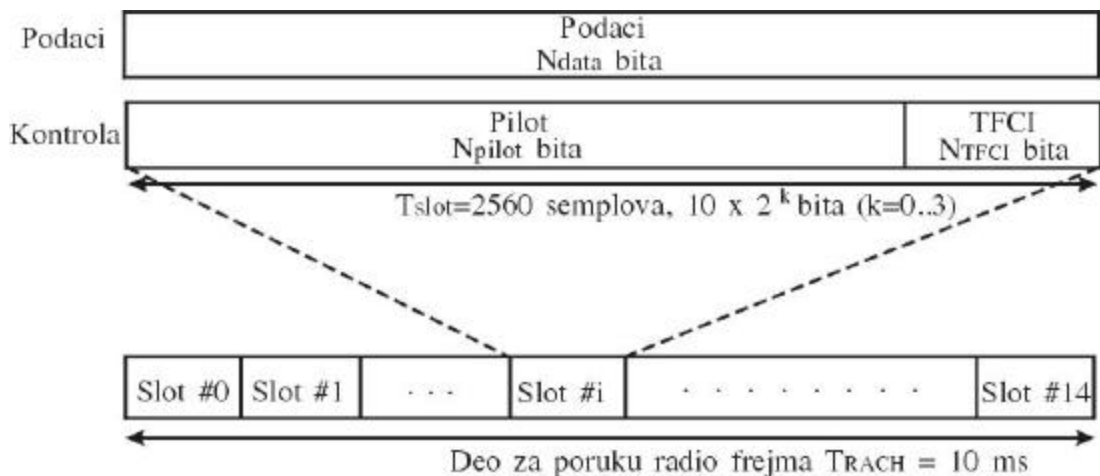 Podaci
Podaci
Ndata bita
Kontrola
Pilot
Npilot bita
TFCI
NTFCI bita
Tslot=2560 semplova, 10 x 2 k bita (k=0..3)
Slot #0 Slot #1 . . . Slot #i . . . . . . . . . Slot #14
Deo za poruku radio frejma TRACH = 10 ms